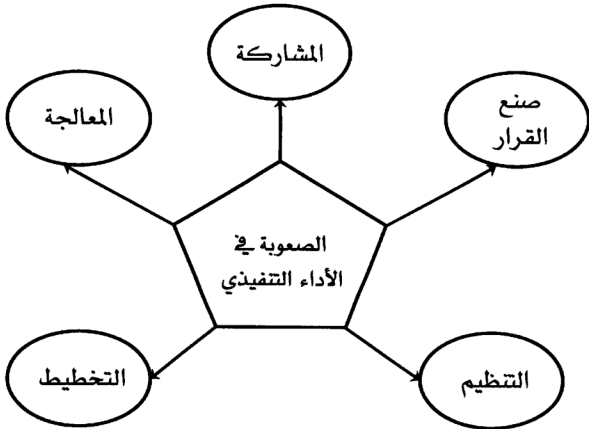 المشاركة
صنع
القرار
المعالجة
الصعوبة في
الأداء التنفيذي
التنظيم
التخطيط